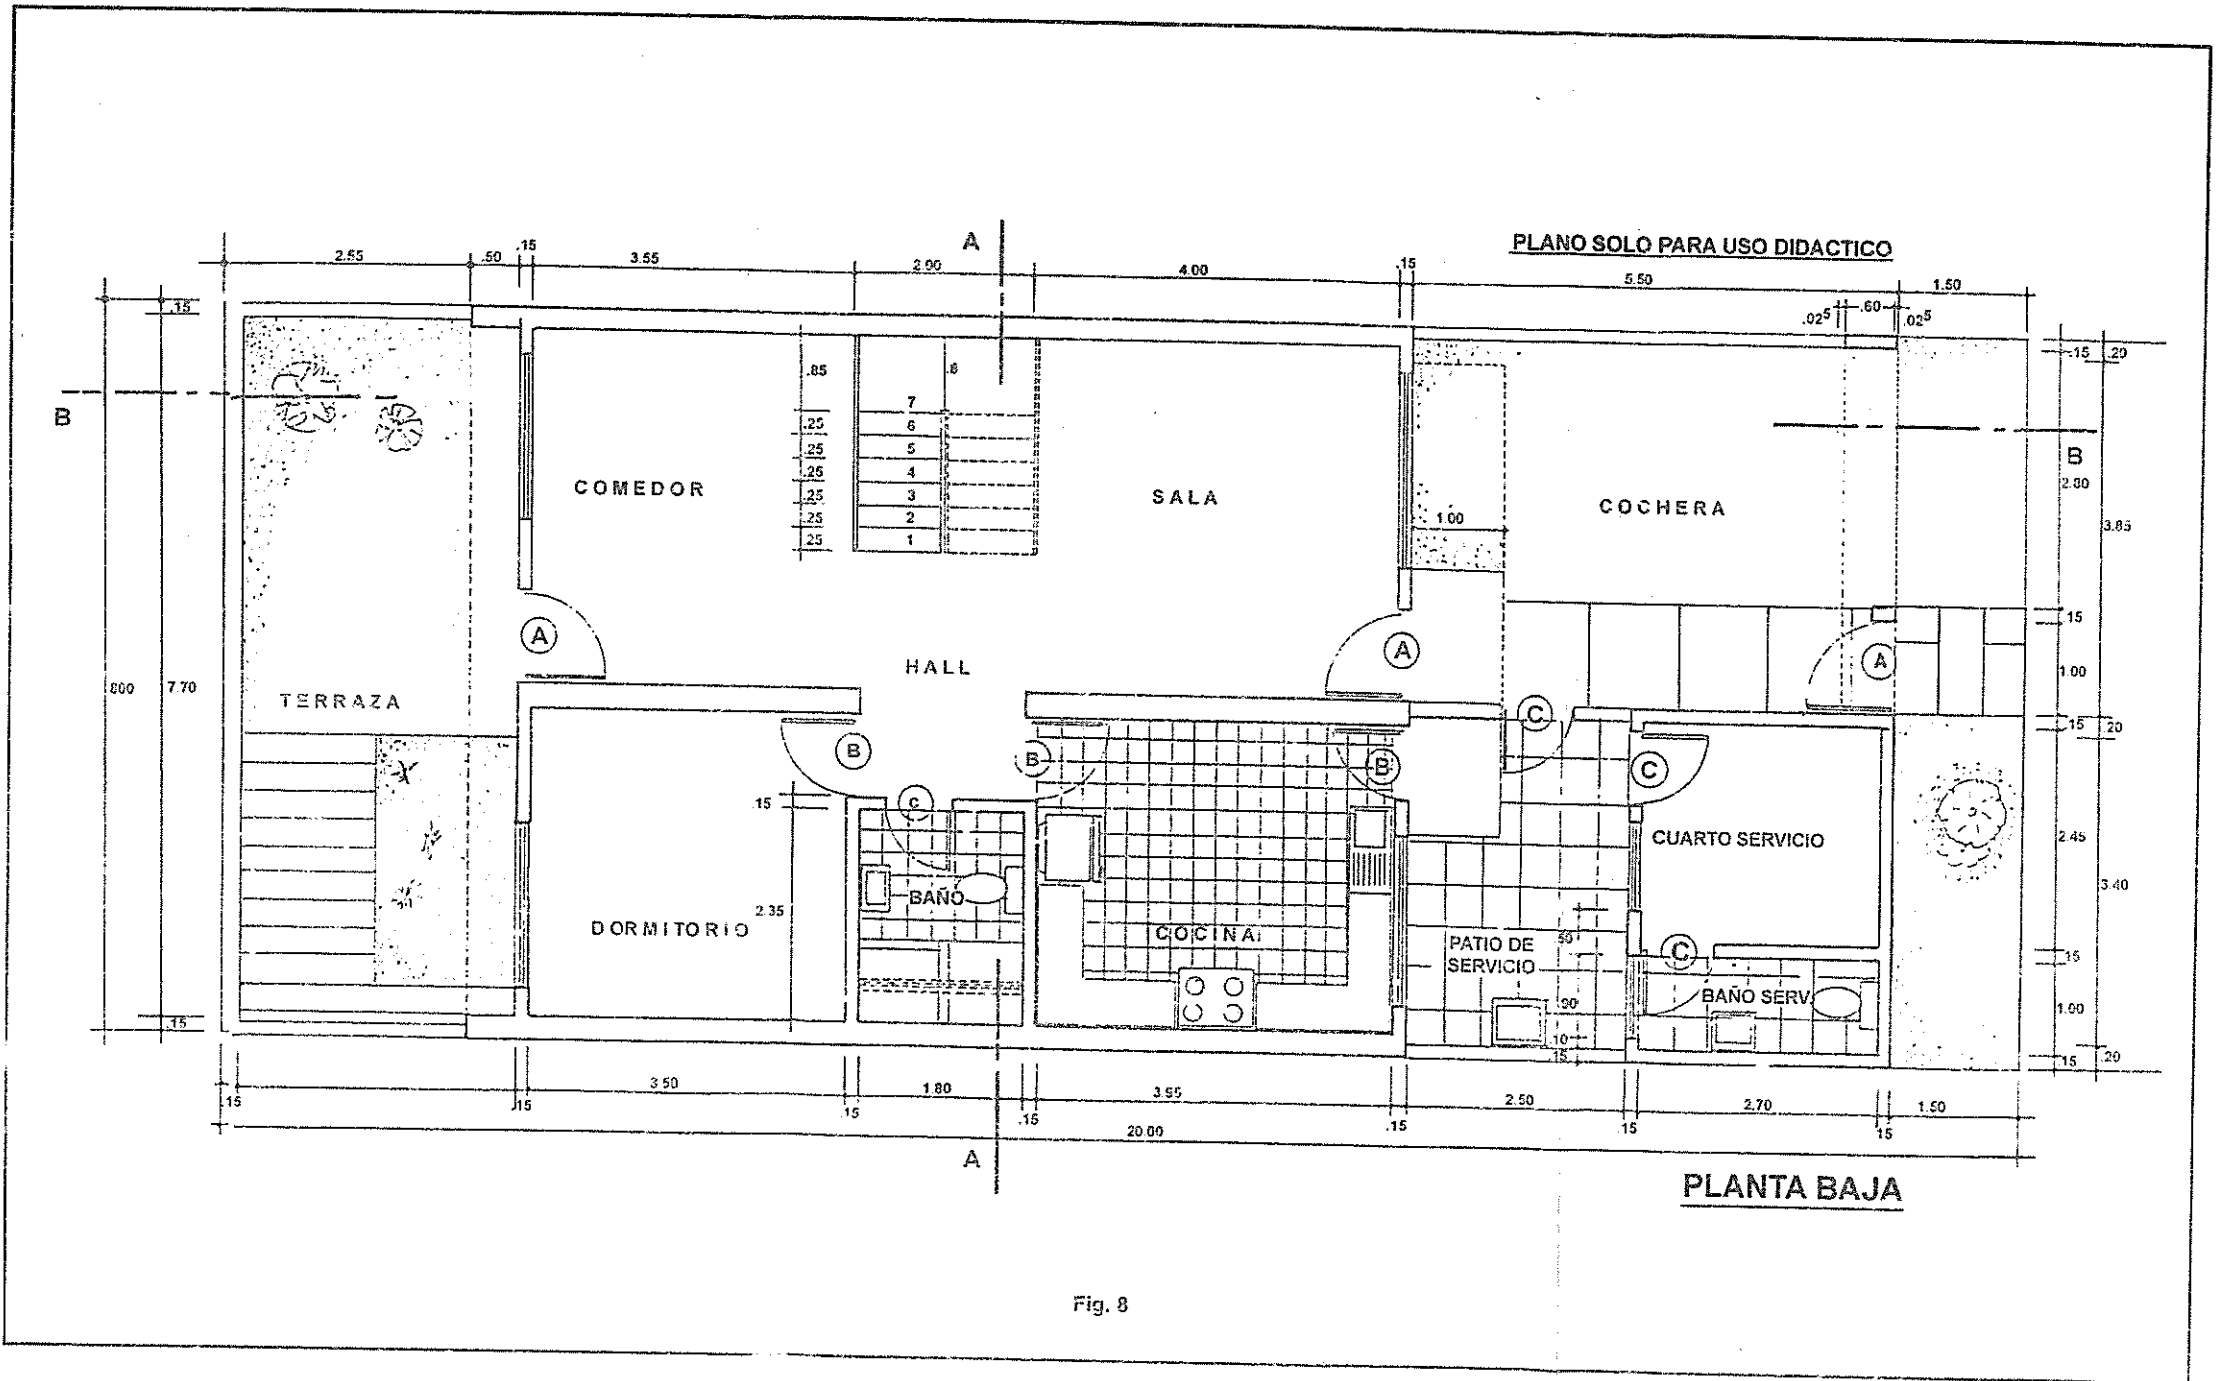 PLANO SOLO PARA USO DIDACTICO
A
2.55 .50 .15 3.55 2.00 4.00 .15 5.50 1.50
.02⁵ .60 .02⁵
.15
.15 .20
B
.85 .8
7
.25 6
.25 5
.25 4
.25 3
.25 2
.25 1
COMEDOR
SALA
1.00
COCHERA
B
2.80
3.85
A
HALL
A
A
15
1.00
800 7.70
TERRAZA
C
.15 .20
B
B
B
C
.15
C
CUARTO SERVICIO
2.45
3.40
2.35
BAÑO
DORMITORIO
COCINA
PATIO DE
SERVICIO
.50
C
.15
BAÑO SERV.
.90
1.00
.10
.15
.15
.15 .20
3.50 1.80 3.95 2.50 2.70 1.50
.15 .15 .15 .15 .15 .15 15
20.00
A
PLANTA BAJA
Fig. 8